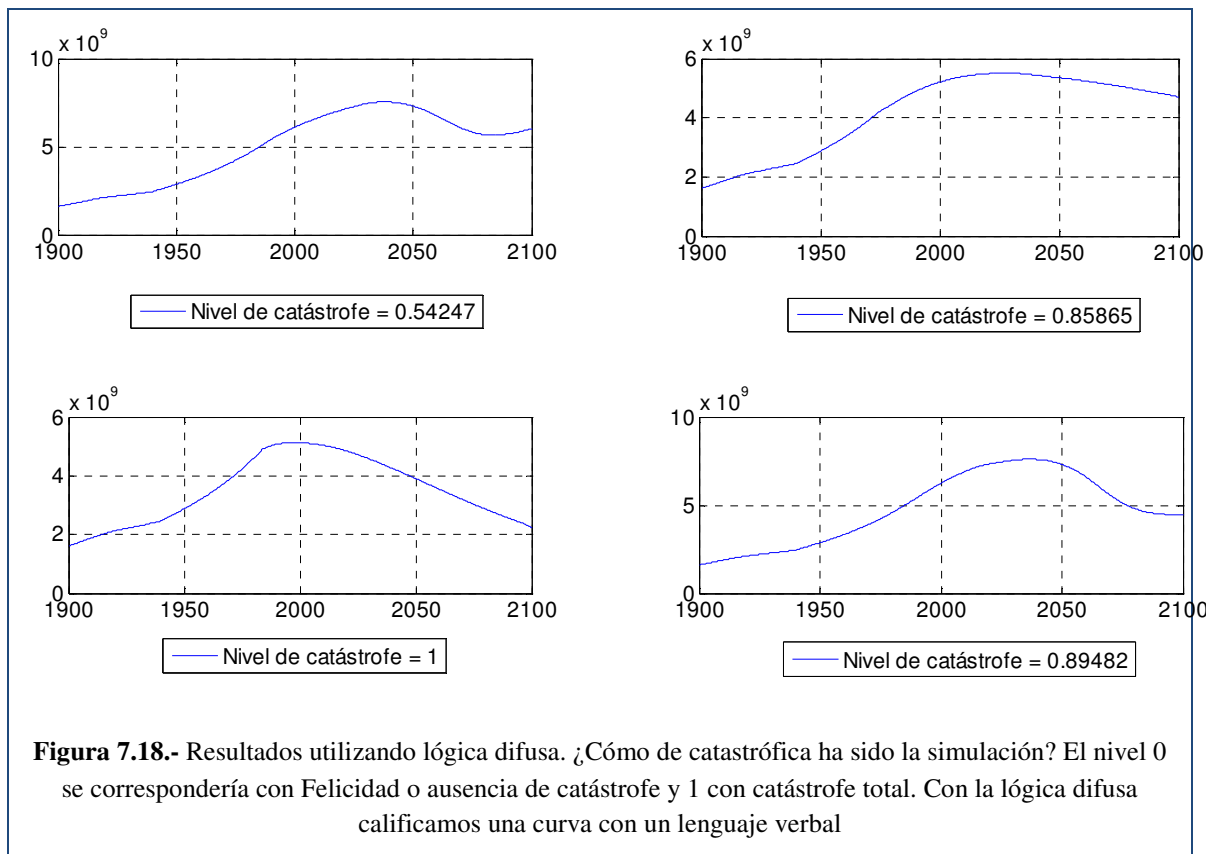 x 10^9
10
5
0
1900 1950 2000 2050 2100
Nivel de catástrofe = 0.54247
x 10^9
6
4
2
0
1900 1950 2000 2050 2100
Nivel de catástrofe = 0.85865
x 10^9
6
4
2
0
1900 1950 2000 2050 2100
Nivel de catástrofe = 1
x 10^9
10
5
0
1900 1950 2000 2050 2100
Nivel de catástrofe = 0.89482
Figura 7.18.- Resultados utilizando lógica difusa. ¿Cómo de catastrófica ha sido la simulación? El nivel 0
se correspondería con Felicidad o ausencia de catástrofe y 1 con catástrofe total. Con la lógica difusa
calificamos una curva con un lenguaje verbal